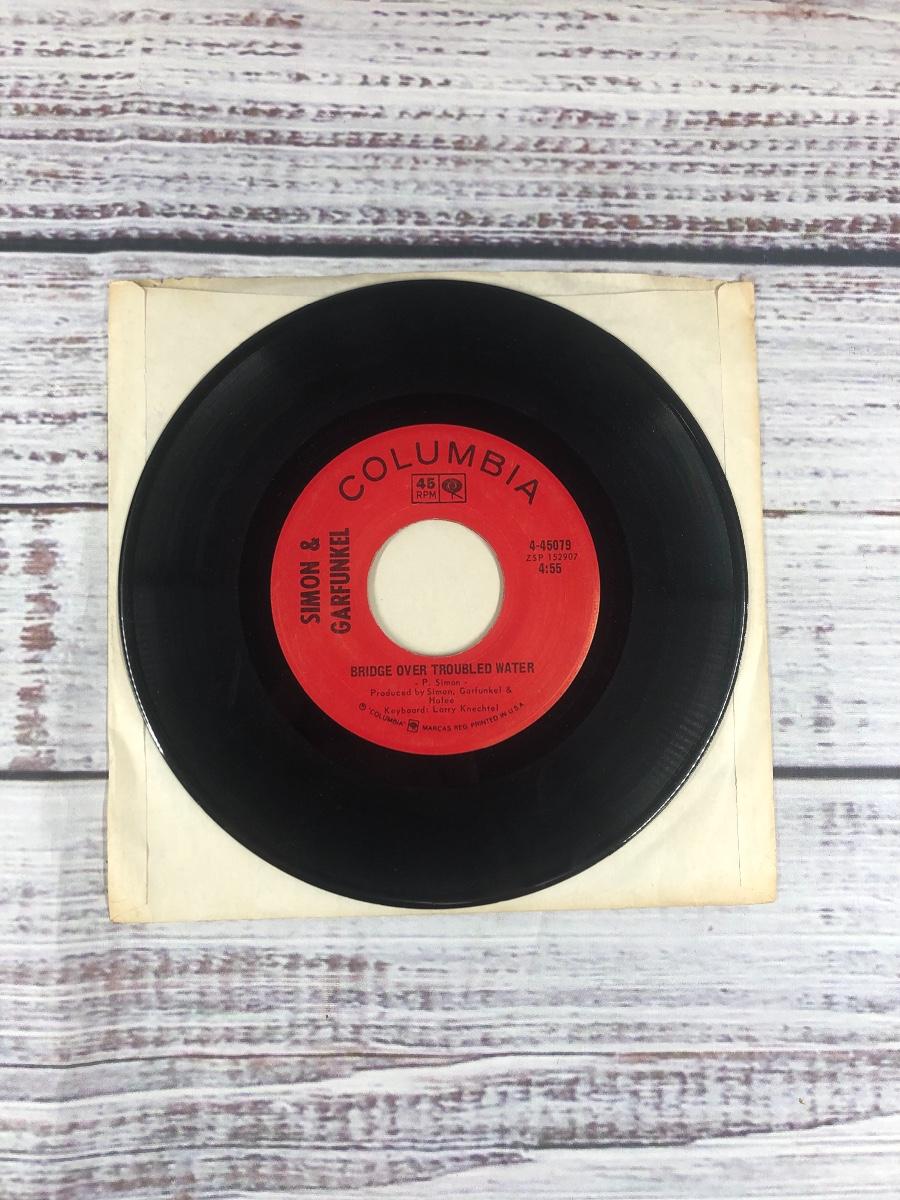 COLUMBIA
45
RPM
SIMON &
GARFUNKEL
4-45079
ZSP 152907
4:55
BRIDGE OVER TROUBLED WATER
- P. Simon -
Produced by Simon, Garfunkel &
Halee
Keyboard: Larry Knechtel
℗ "COLUMBIA" MARCAS REG. PRINTED IN U.S.A.